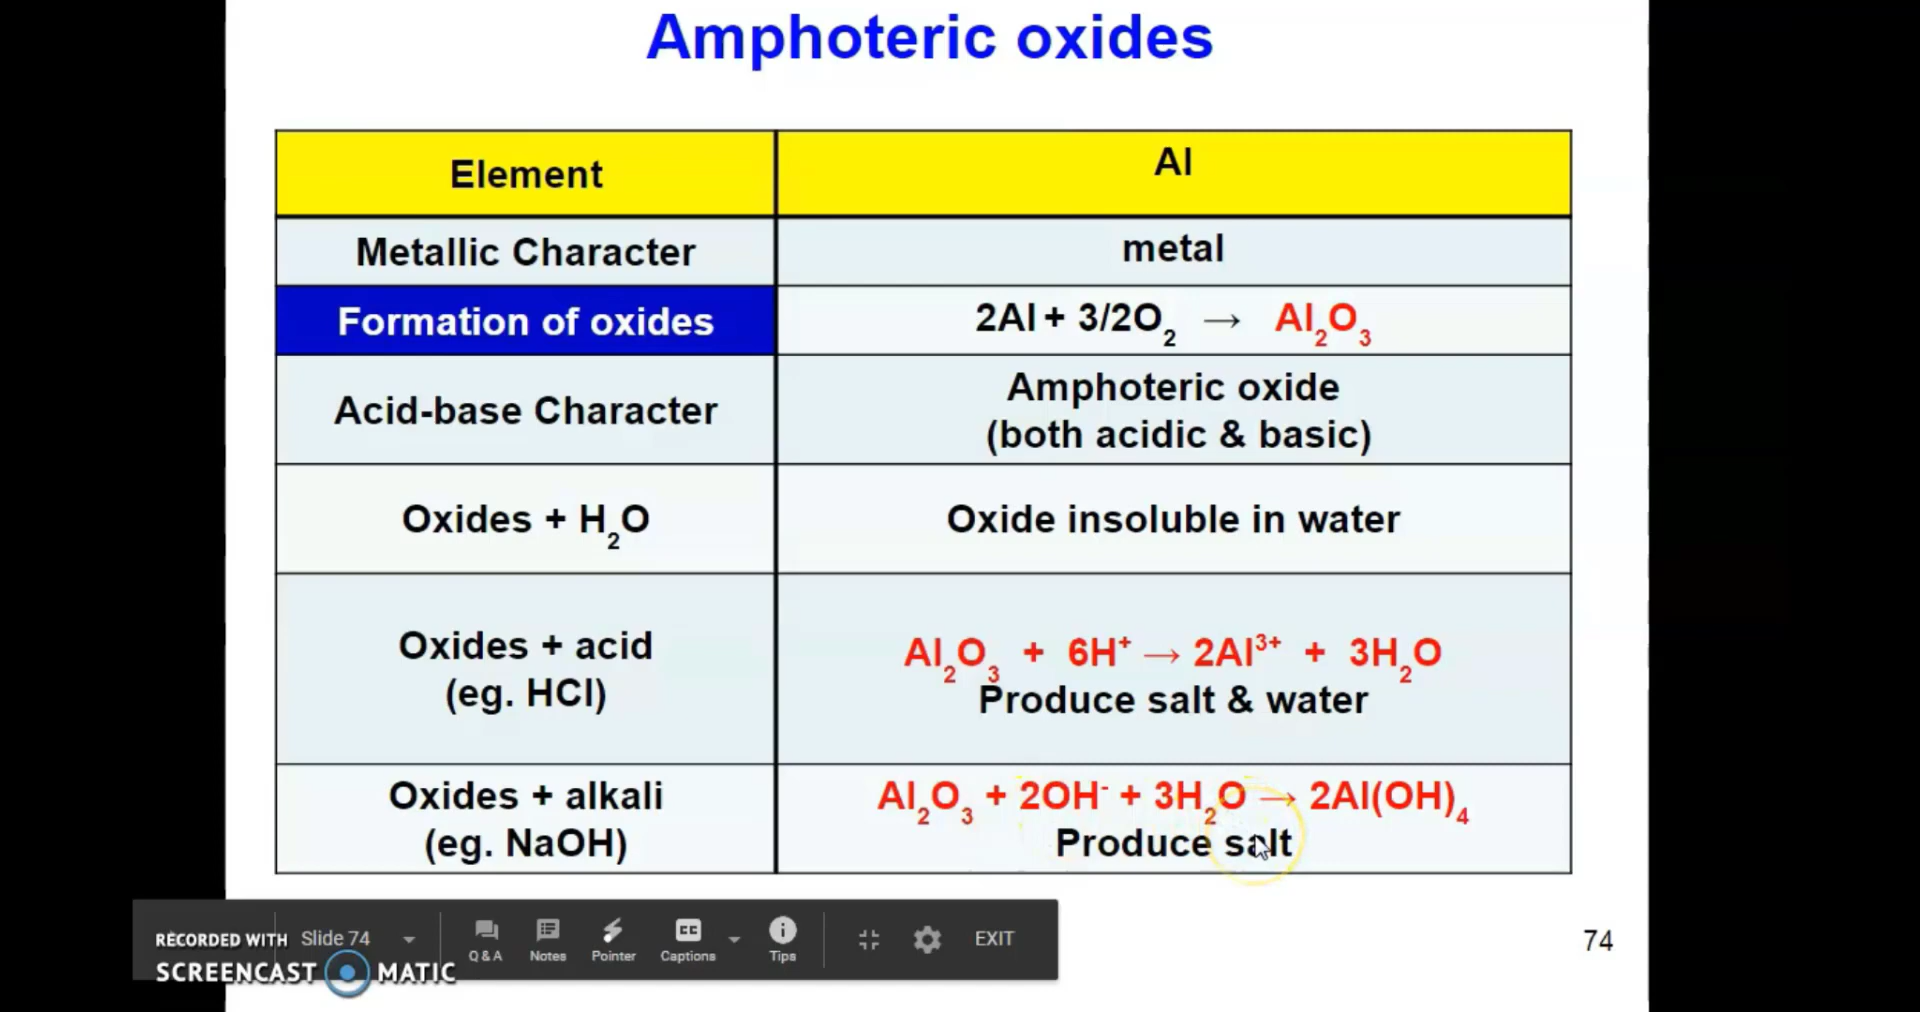 Amphoteric oxides
Element
Al
Metallic Character
metal
Formation of oxides
2Al + 3/2O₂ → Al₂O₃
Acid-base Character
Amphoteric oxide
(both acidic & basic)
Oxides + H₂O
Oxide insoluble in water
Oxides + acid
(eg. HCl)
Al₂O₃ + 6H⁺ → 2Al³⁺ + 3H₂O
Produce salt & water
Oxides + alkali
(eg. NaOH)
Al₂O₃ + 2OH⁻ + 3H₂O → 2Al(OH)₄
Produce salt
RECORDED WITH
SCREENCAST MATIC
Slide 74
Q & A
Notes
Pointer
CC
Captions
Tips
EXIT
74